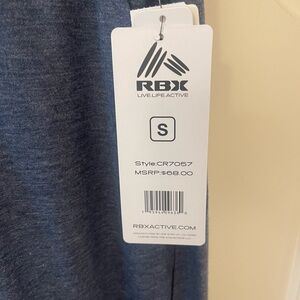 RBX
LIVE.LIFE.ACTIVE
S
Style:CR7057
MSRP:$68.00
RBXACTIVE.COM